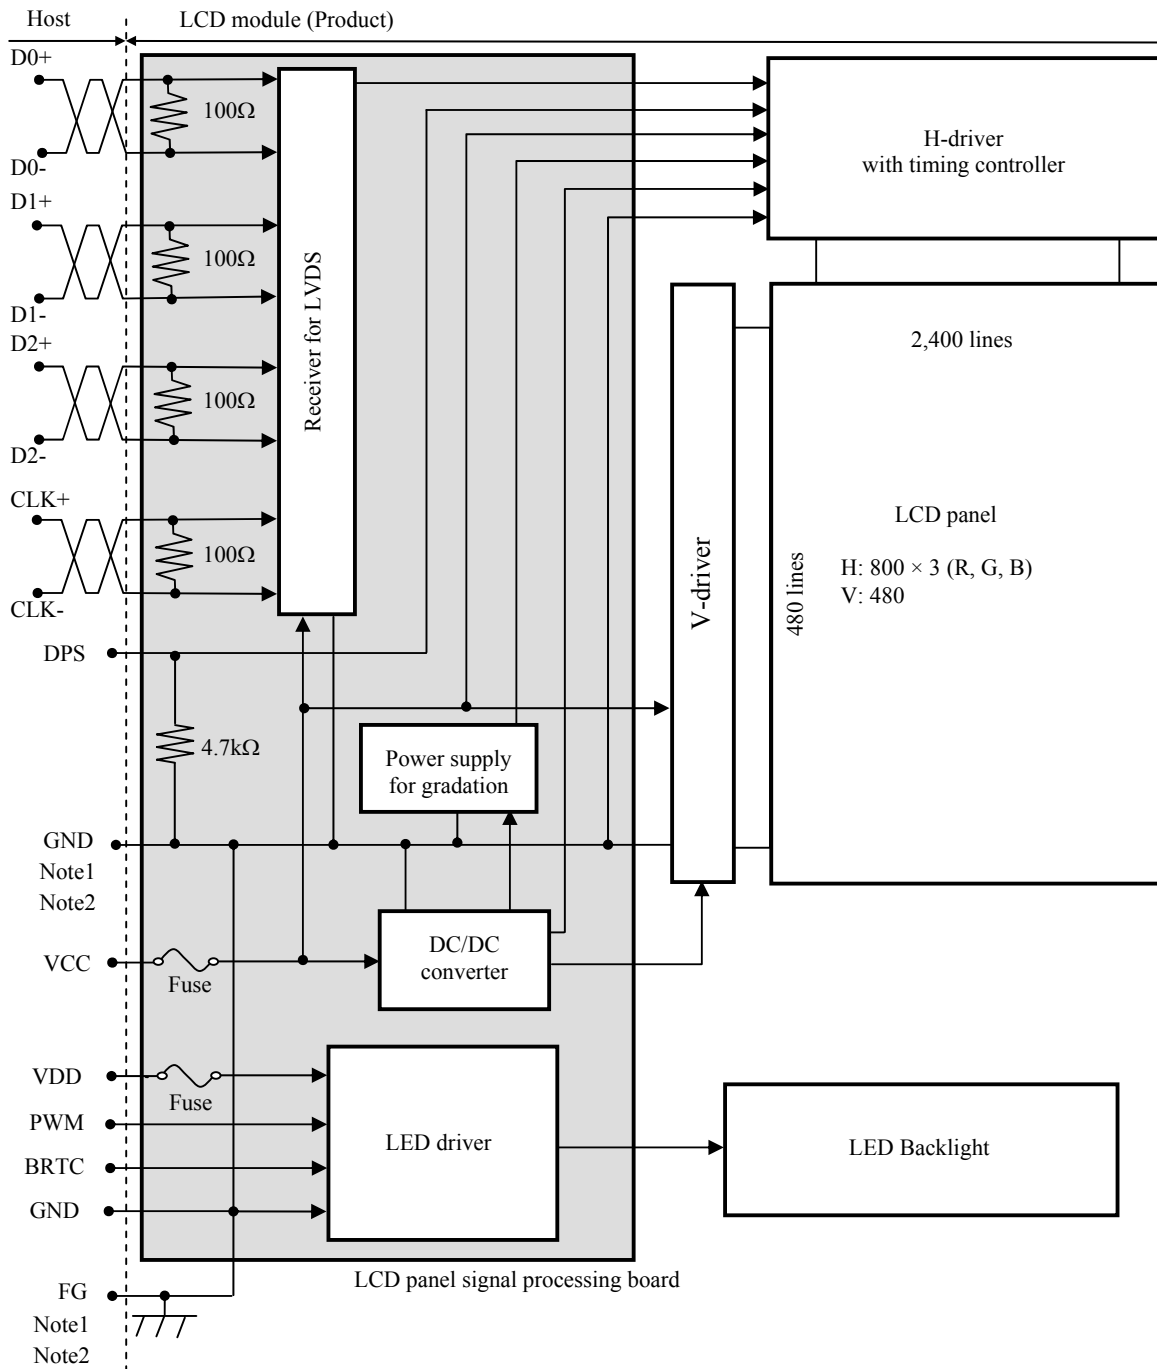 Host
LCD module (Product)
D0+
100Ω
D0-
D1+
100Ω
D1-
D2+
100Ω
D2-
CLK+
100Ω
CLK-
Receiver for LVDS
H-driver
with timing controller
V-driver
2,400 lines
480 lines
LCD panel
H: 800 × 3 (R, G, B)
V: 480
DPS
4.7kΩ
Power supply
for gradation
GND
Note1
Note2
VCC
Fuse
DC/DC
converter
VDD
Fuse
PWM
BRTC
GND
LED driver
LED Backlight
LCD panel signal processing board
FG
Note1
Note2